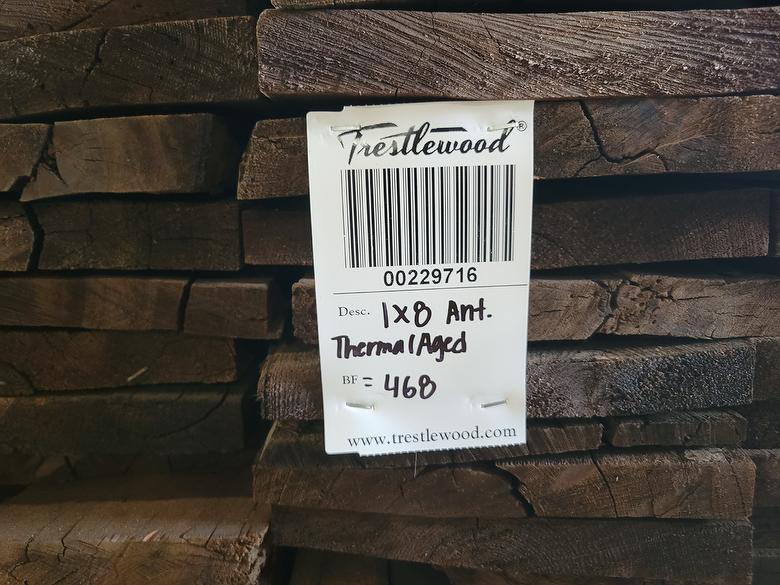 Trestlewood®
00229716
Desc. 1x8 Ant.
Thermal Aged
BF = 468
www.trestlewood.com